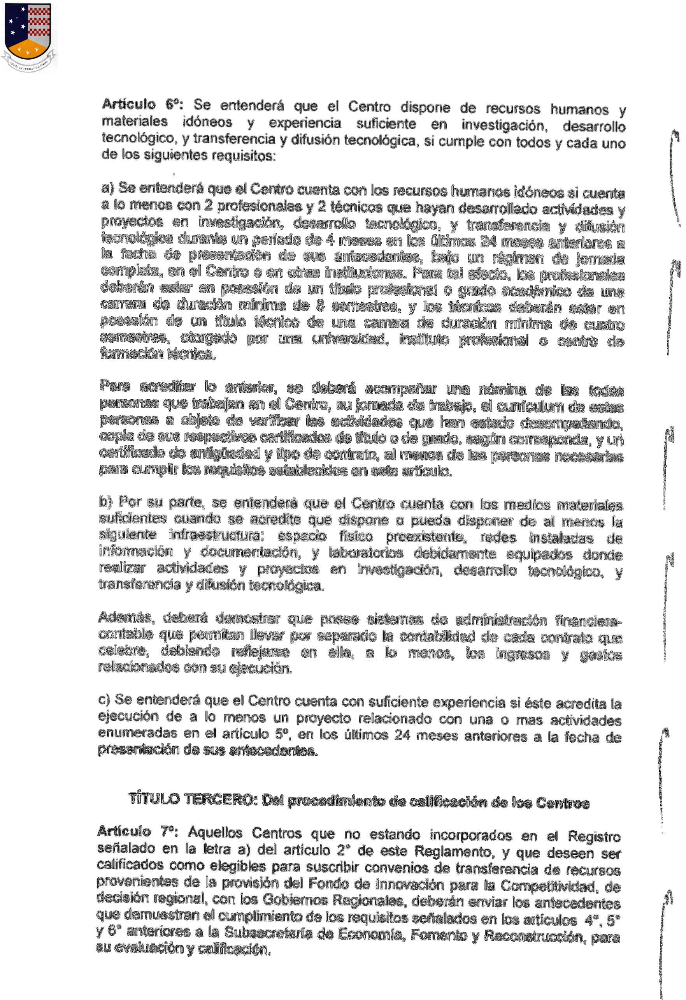 PRIMA IN TERRA CHILENSIS
Artículo 6º: Se entenderá que el Centro dispone de recursos humanos y
materiales idóneos y experiencia suficiente en investigación, desarrollo
tecnológico, y transferencia y difusión tecnológica, si cumple con todos y cada uno
de los siguientes requisitos:
a) Se entenderá que el Centro cuenta con los recursos humanos idóneos si cuenta
a lo menos con 2 profesionales y 2 técnicos que hayan desarrollado actividades y
proyectos en investigación, desarrollo tecnológico, y transferencia y difusión
tecnológica durante un período de 4 meses en los últimos 24 meses anteriores a
la fecha de presentación de sus antecedentes, bajo un régimen de jornada
completa, en el Centro o en otras instituciones. Para tal efecto, los profesionales
deberán estar en posesión de un título profesional o grado académico de una
carrera de duración mínima de 8 semestres, y los técnicos deberán estar en
posesión de un título técnico de una carrera de duración mínima de cuatro
semestres, otorgado por una universidad, instituto profesional o centro de
formación técnica.
Para acreditar lo anterior, se deberá acompañar una nómina de las todas
personas que trabajan en el Centro, su jornada de trabajo, el currículum de estas
personas a objeto de verificar las actividades que han estado desempeñando,
copia de sus respectivos certificados de título o de grado, según corresponda, y un
certificado de antigüedad y tipo de contrato, al menos de las personas necesarias
para cumplir los requisitos establecidos en este artículo.
b) Por su parte, se entenderá que el Centro cuenta con los medios materiales
suficientes cuando se acredite que dispone o pueda disponer de al menos la
siguiente infraestructura: espacio físico preexistente, redes instaladas de
información y documentación, y laboratorios debidamente equipados donde
realizar actividades y proyectos en investigación, desarrollo tecnológico, y
transferencia y difusión tecnológica.
Además, deberá demostrar que posee sistemas de administración financiera-
contable que permitan llevar por separado la contabilidad de cada contrato que
celebre, debiendo reflejarse en ella, a lo menos, los ingresos y gastos
relacionados con su ejecución.
c) Se entenderá que el Centro cuenta con suficiente experiencia si éste acredita la
ejecución de a lo menos un proyecto relacionado con una o mas actividades
enumeradas en el artículo 5º, en los últimos 24 meses anteriores a la fecha de
presentación de sus antecedentes.
TÍTULO TERCERO: Del procedimiento de calificación de los Centros
Artículo 7º: Aquellos Centros que no estando incorporados en el Registro
señalado en la letra a) del artículo 2º de este Reglamento, y que deseen ser
calificados como elegibles para suscribir convenios de transferencia de recursos
provenientes de la provisión del Fondo de Innovación para la Competitividad, de
decisión regional, con los Gobiernos Regionales, deberán enviar los antecedentes
que demuestran el cumplimiento de los requisitos señalados en los artículos 4º, 5º
y 6º anteriores a la Subsecretaría de Economía, Fomento y Reconstrucción, para
su evaluación y calificación.